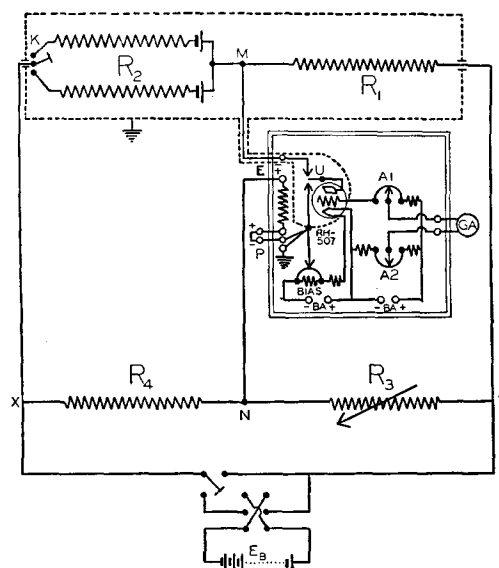 K
R2
M
R1
E
+
U
A1
GA
RH-
507
+
-
P
A2
BIAS
- BA +
- BA +
X
R4
N
R3
EB